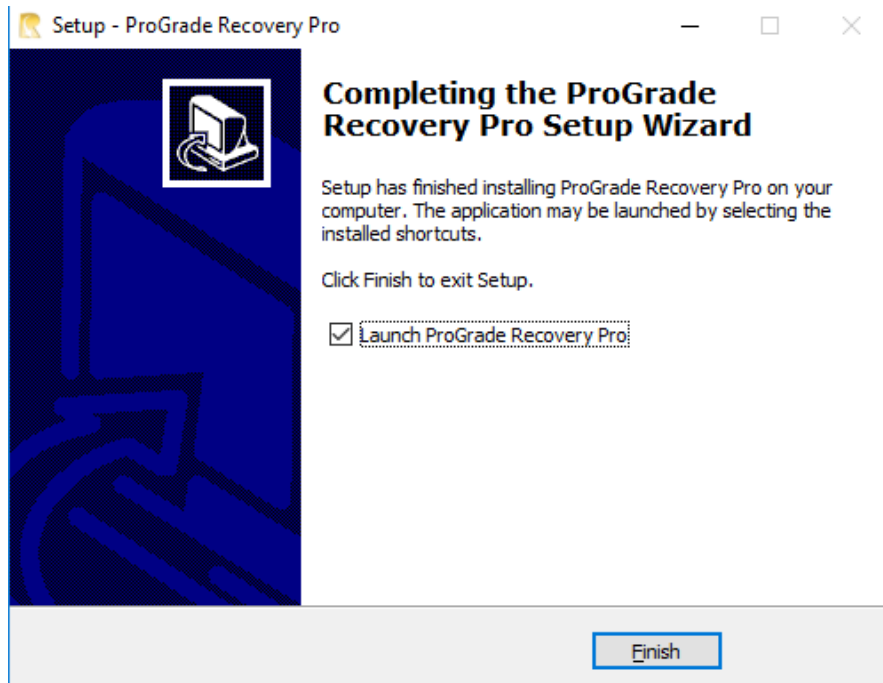 Setup - ProGrade Recovery Pro
Completing the ProGrade
Recovery Pro Setup Wizard
Setup has finished installing ProGrade Recovery Pro on your
computer. The application may be launched by selecting the
installed shortcuts.
Click Finish to exit Setup.
Launch ProGrade Recovery Pro
Finish